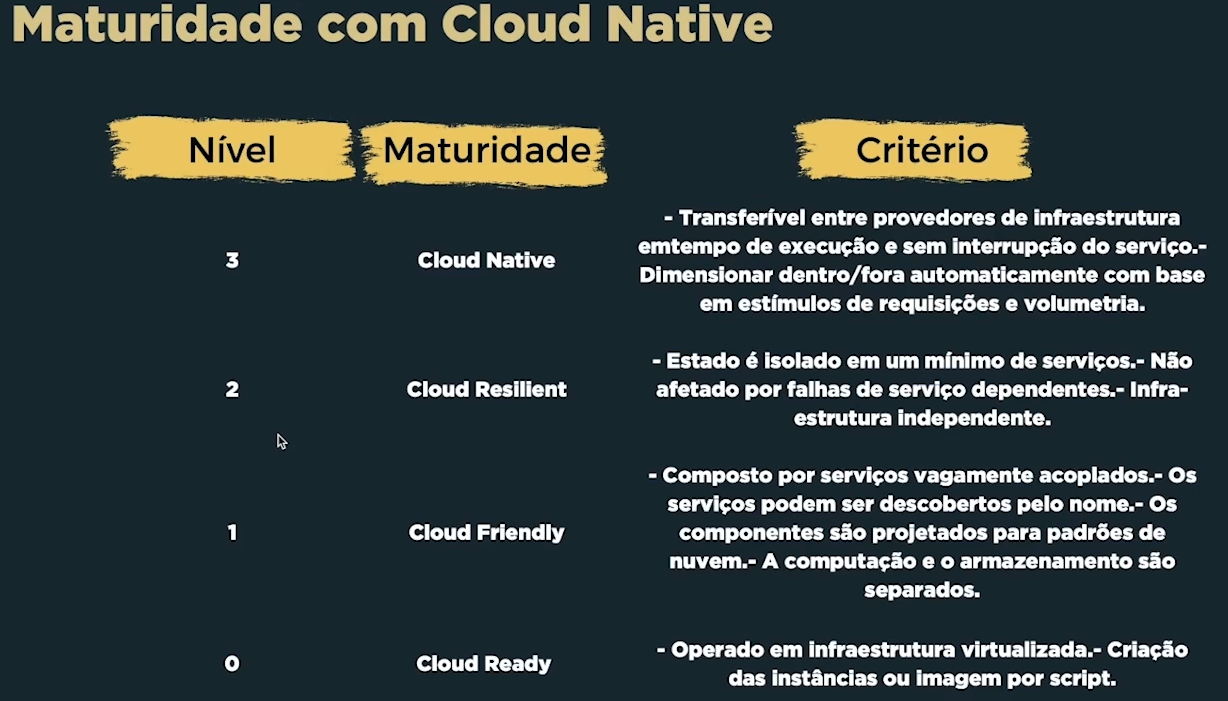 Maturidade com Cloud Native
Nível
Maturidade
Critério
3
Cloud Native
- Transferível entre provedores de infraestrutura
emtempo de execução e sem interrupção do serviço.-
Dimensionar dentro/fora automaticamente com base
em estímulos de requisições e volumetria.
2
Cloud Resilient
- Estado é isolado em um mínimo de serviços.- Não
afetado por falhas de serviço dependentes.- Infra-
estrutura independente.
1
Cloud Friendly
- Composto por serviços vagamente acoplados.- Os
serviços podem ser descobertos pelo nome.- Os
componentes são projetados para padrões de
nuvem.- A computação e o armazenamento são
separados.
0
Cloud Ready
- Operado em infraestrutura virtualizada.- Criação
das instâncias ou imagem por script.